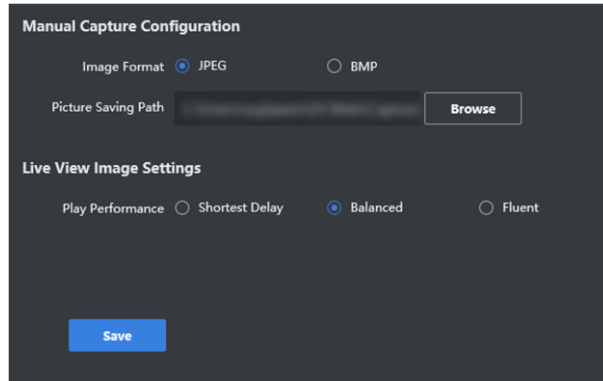 Manual Capture Configuration
Image Format JPEG BMP
Picture Saving Path Browse
Live View Image Settings
Play Performance Shortest Delay Balanced Fluent
Save